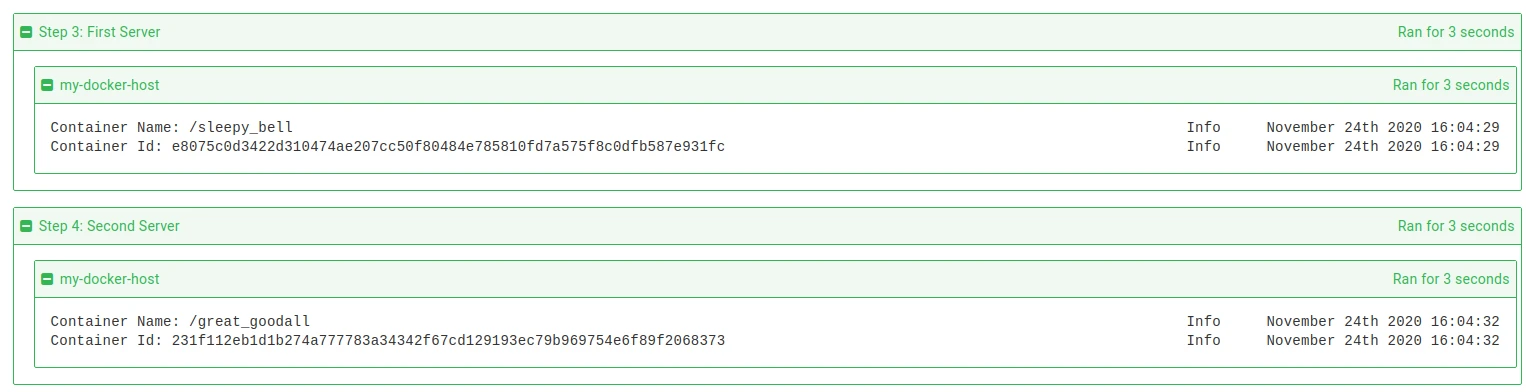 Step 3: First Server Ran for 3 seconds
my-docker-host Ran for 3 seconds
Container Name: /sleepy_bell Info November 24th 2020 16:04:29
Container Id: e8075c0d3422d310474ae207cc50f80484e785810fd7a575f8c0dfb587e931fc Info November 24th 2020 16:04:29
Step 4: Second Server Ran for 3 seconds
my-docker-host Ran for 3 seconds
Container Name: /great_goodall Info November 24th 2020 16:04:32
Container Id: 231f112eb1d1b274a777783a34342f67cd129193ec79b969754e6f89f2068373 Info November 24th 2020 16:04:32